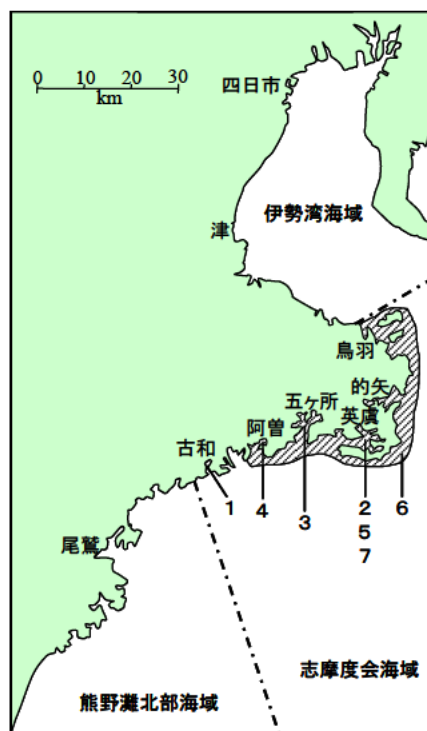 0 10 20 30
km
四日市
伊勢湾海域
津
鳥羽
的矢
五ヶ所
英虞
阿曽
古和
1
4
3
2
6
5
7
尾鷲
志摩度会海域
熊野灘北部海域